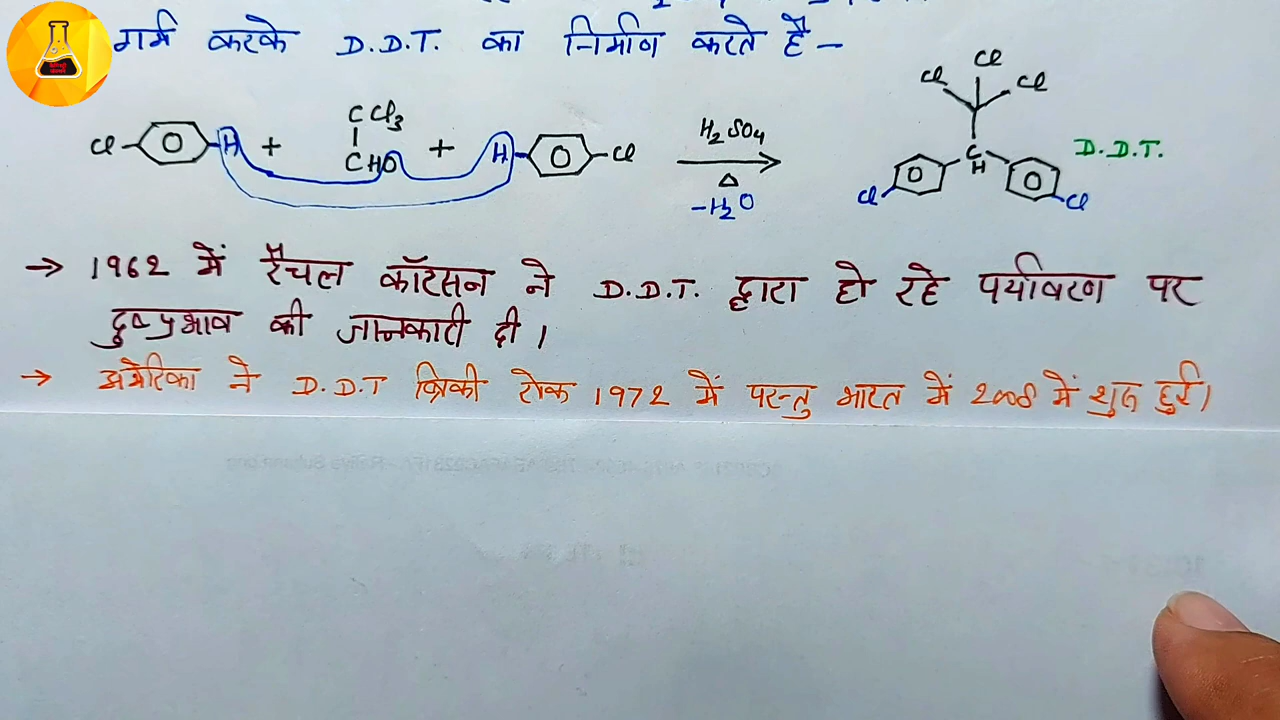 गर्म करके D.D.T. का निर्माण करते हैं –
Cl H + CCl3 CHO + H Cl H2SO4 Δ -H2O Cl Cl Cl C H Cl Cl D.D.T.
→ 1962 में रैचल कॉरसन ने D.D.T. द्वारा हो रहे पर्यावरण पर
दुष्प्रभाव की जानकारी दी।
→ अमेरिका ने D.D.T बिक्री रोक 1972 में परन्तु भारत में 2008 में शुरू हुई।